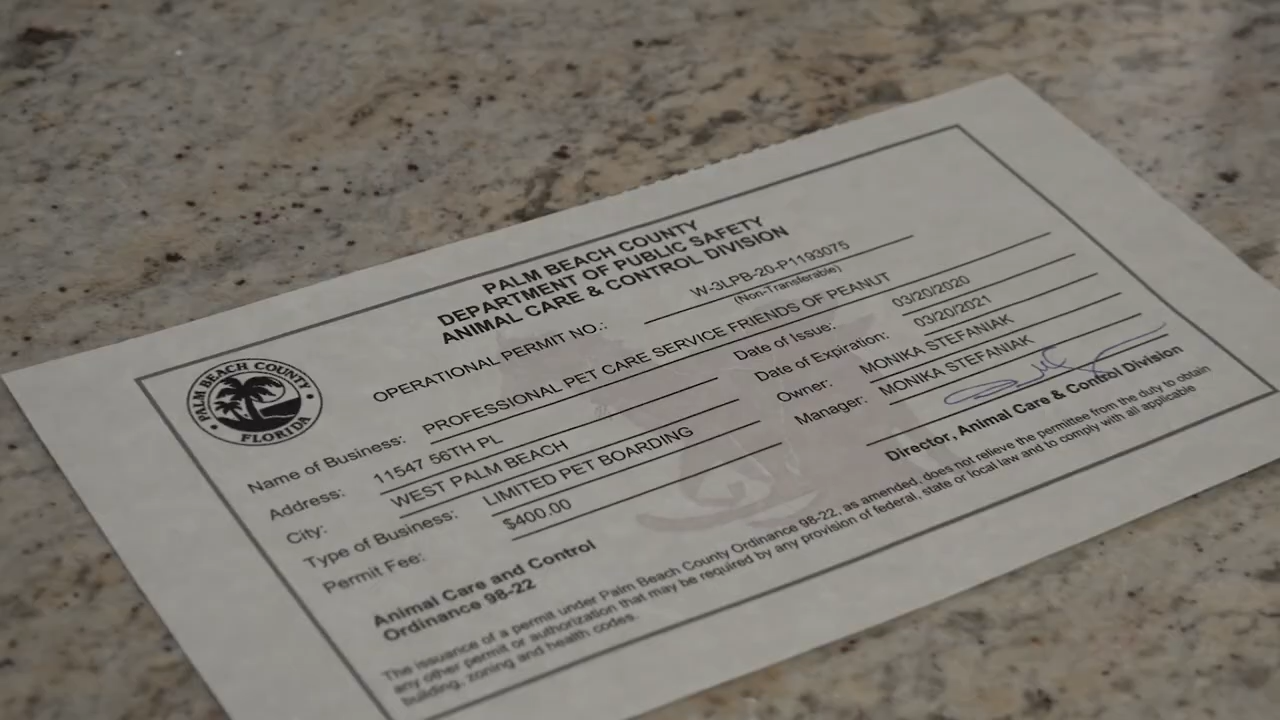 PALM BEACH COUNTY
DEPARTMENT OF PUBLIC SAFETY
ANIMAL CARE & CONTROL DIVISION
OPERATIONAL PERMIT NO.: W-3LPB-20-P1193075
(Non-Transferable)
PALM BEACH COUNTY
FLORIDA
Name of Business: PROFESSIONAL PET CARE SERVICE FRIENDS OF PEANUT
Address: 11547 56TH PL
City: WEST PALM BEACH
Type of Business: LIMITED PET BOARDING
Permit Fee: $400.00
Date of Issue: 03/20/2020
Date of Expiration: 03/20/2021
Owner: MONIKA STEFANIAK
Manager: MONIKA STEFANIAK
Director, Animal Care & Control Division
Animal Care and Control
Ordinance 98-22
The issuance of a permit under Palm Beach County Ordinance 98-22, as amended, does not relieve the permittee from the duty to obtain
any other permit or authorization that may be required by any provision of federal, state or local law and to comply with all applicable
building, zoning and health codes.